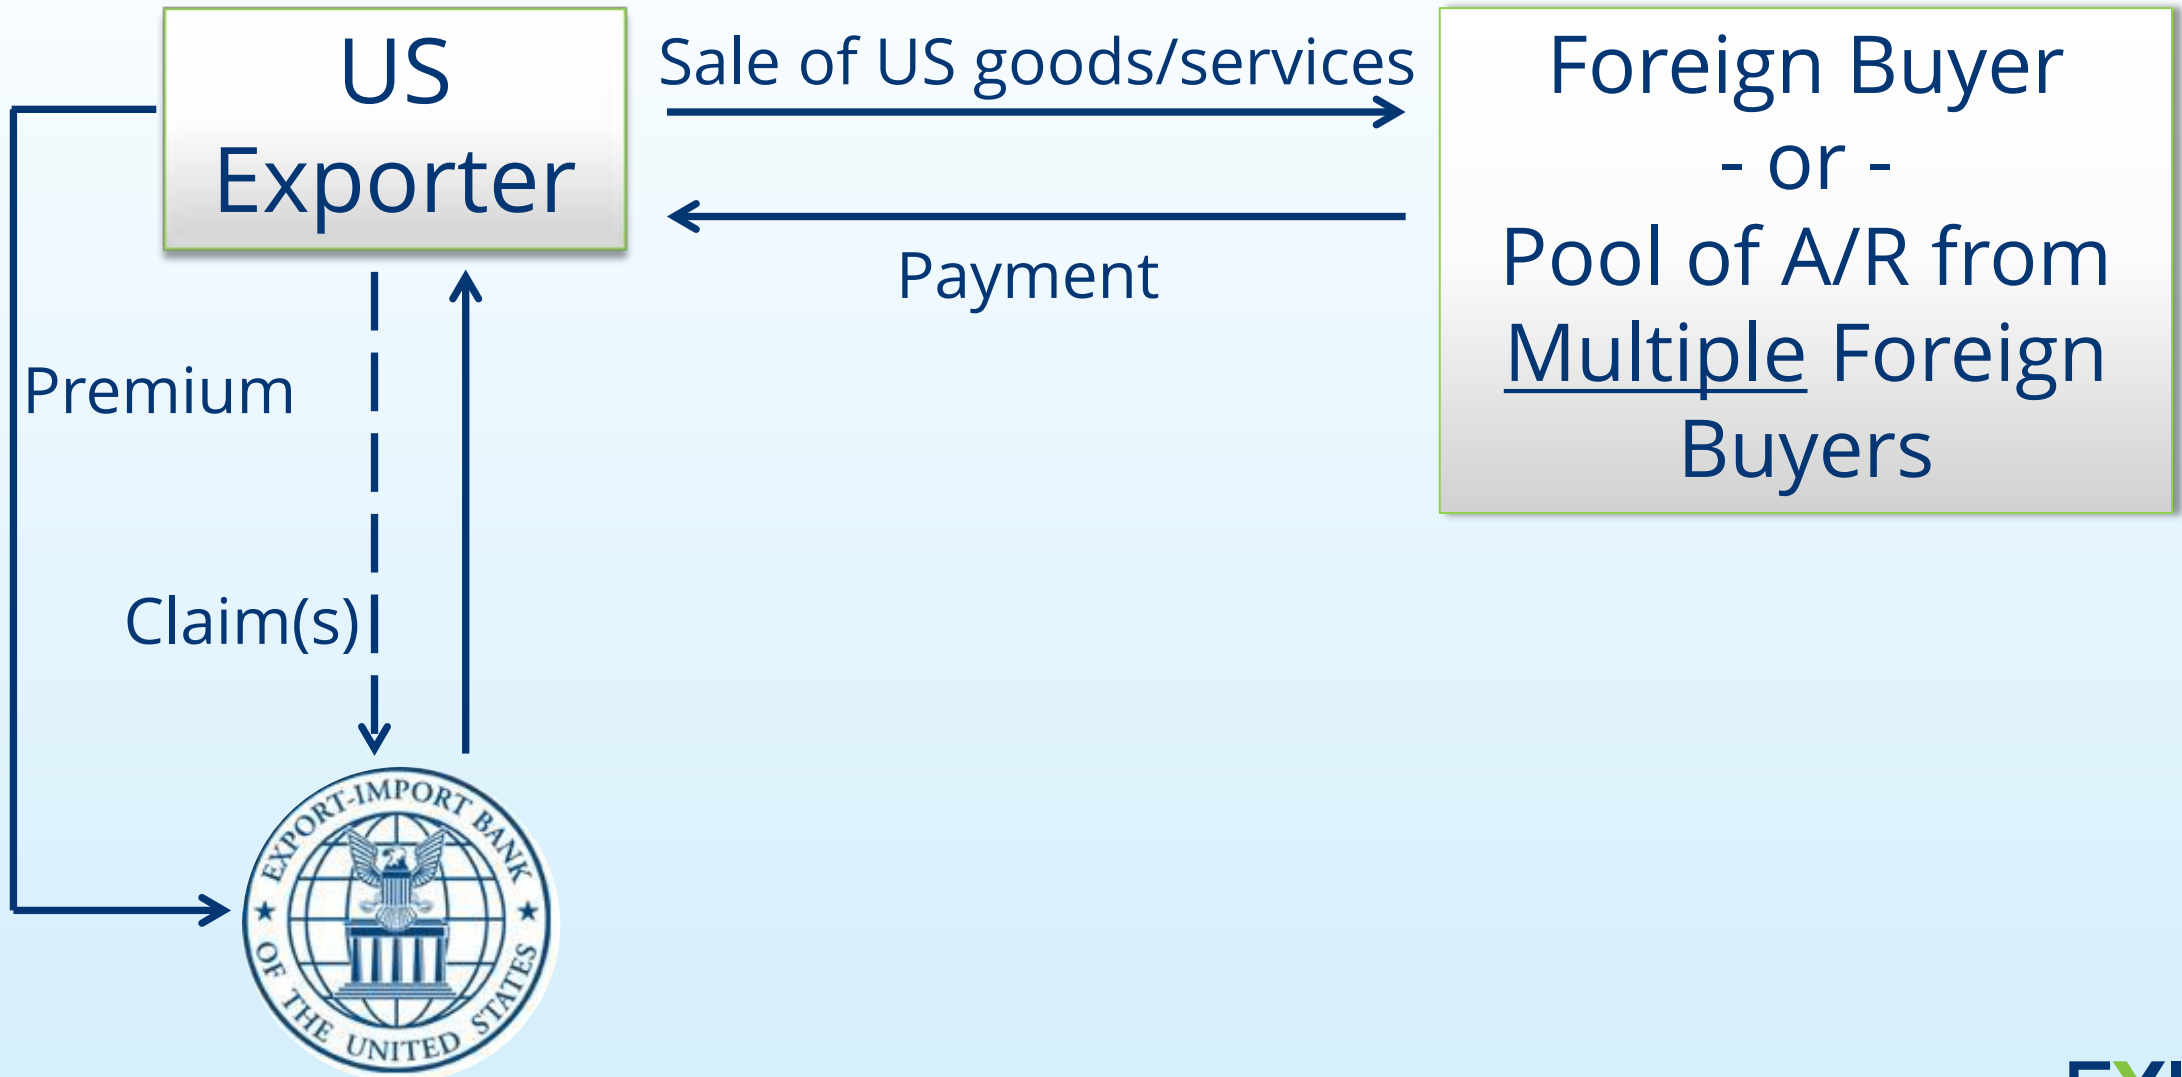 US
Exporter
Sale of US goods/services
Payment
Foreign Buyer
- or -
Pool of A/R from
Multiple Foreign
Buyers
Premium
Claim(s)
EXPORT-IMPORT BANK
OF THE UNITED STATES